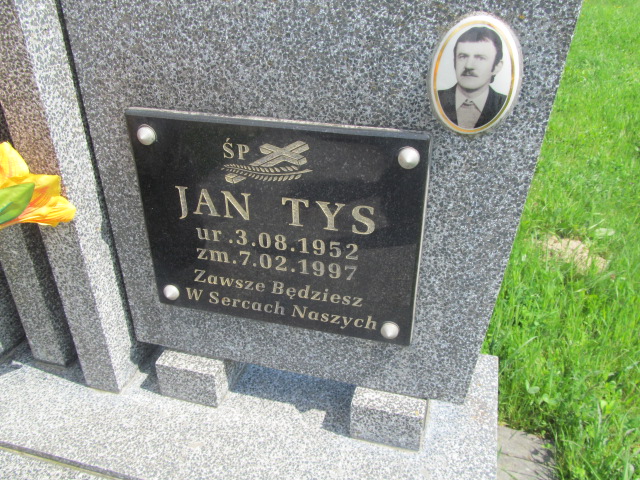 ŚP
JAN TYS
ur.3.08.1952
zm.7.02.1997
Zawsze Będziesz
W Sercach Naszych